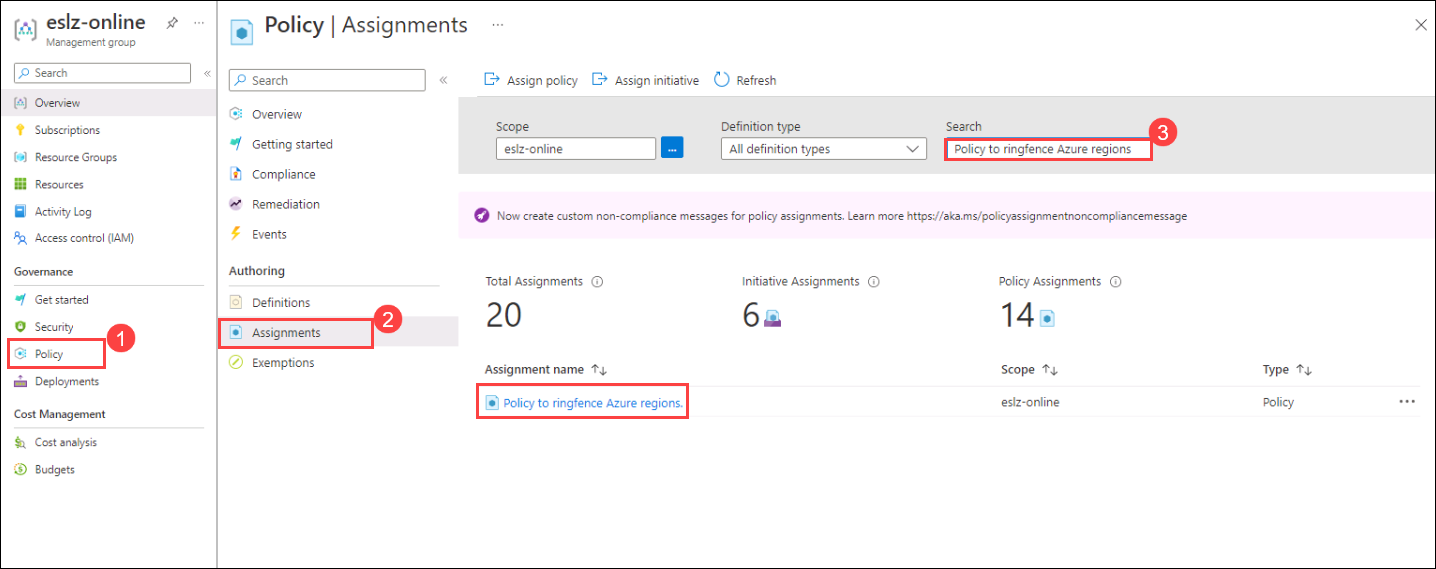 eslz-online
...
Management group
Search
«
Overview
Subscriptions
Resource Groups
Resources
Activity Log
Access control (IAM)
Governance
Get started
Security
Policy
1
Deployments
Cost Management
Cost analysis
Budgets
Policy | Assignments
...
Search
«
Overview
Getting started
Compliance
Remediation
Events
Authoring
Definitions
Assignments
2
Exemptions
Assign policy
Assign initiative
Refresh
Scope
Definition type
Search
3
eslz-online
...
All definition types
Policy to ringfence Azure regions
Now create custom non-compliance messages for policy assignments. Learn more https://aka.ms/policyassignmentnoncompliancemessage
Total Assignments
Initiative Assignments
Policy Assignments
20
6
14
Assignment name ↑↓
Scope ↑↓
Type ↑↓
Policy to ringfence Azure regions.
eslz-online
Policy
...